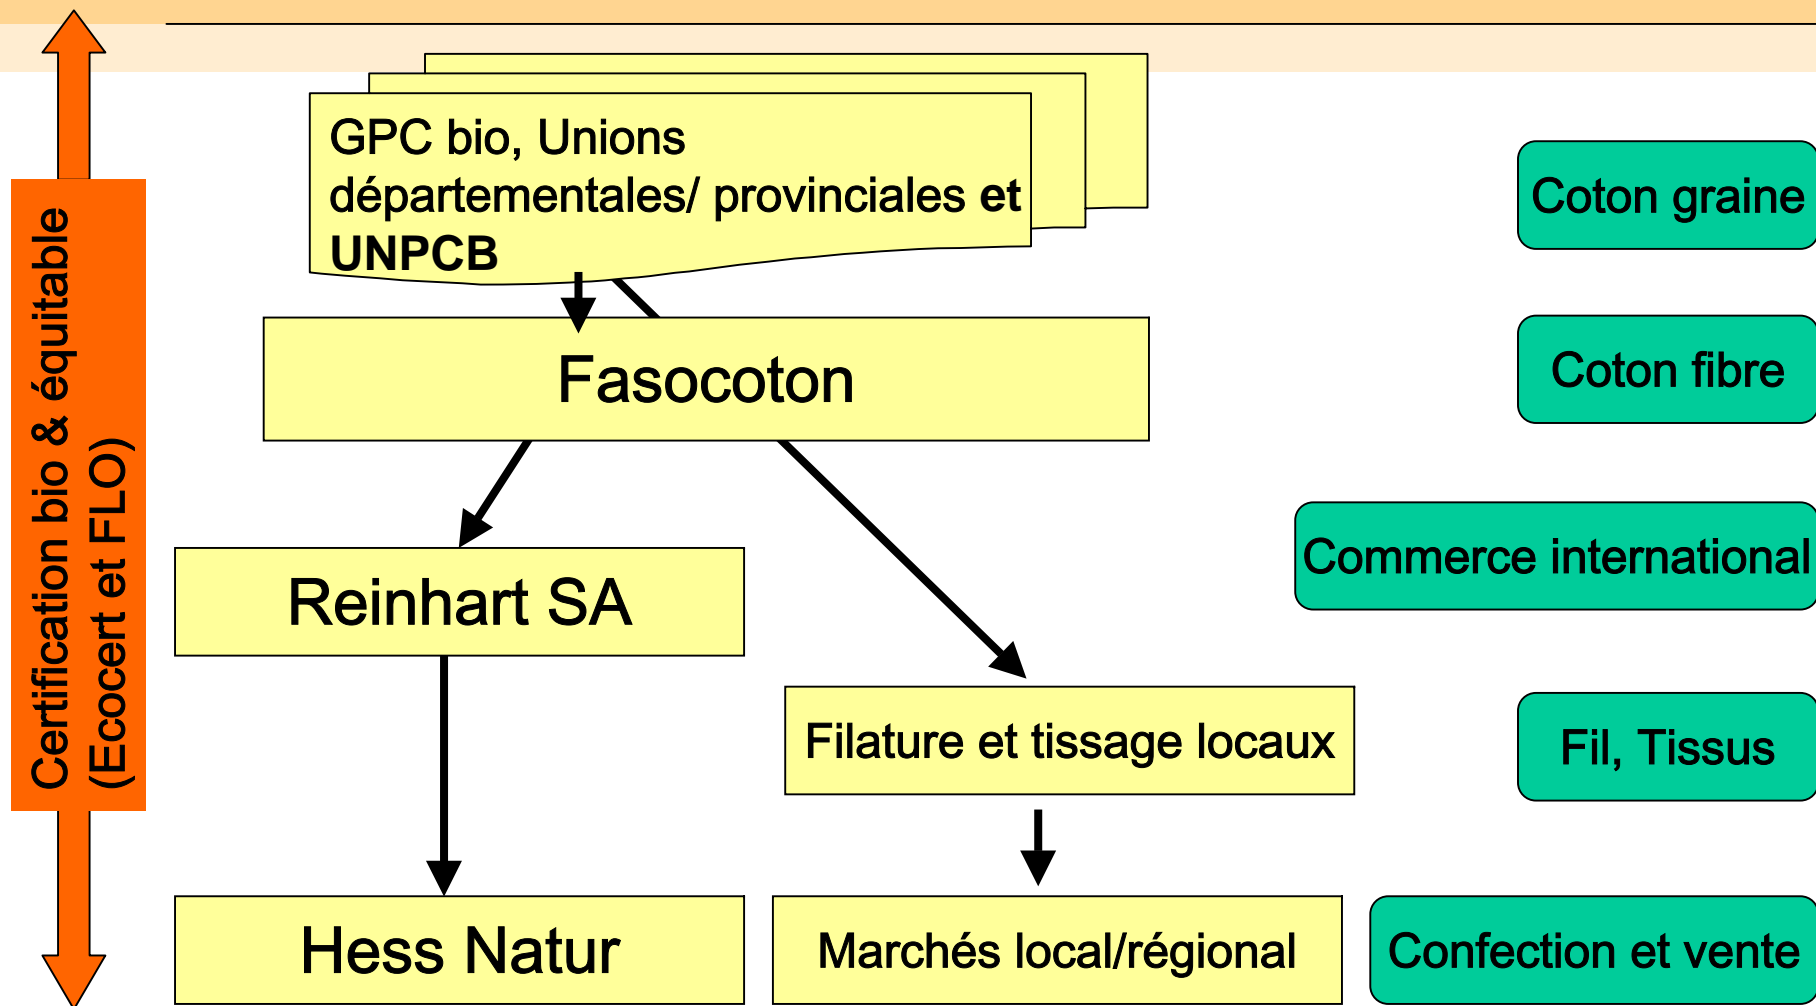 Certification bio & équitable
(Ecocert et FLO)
GPC bio, Unions
départementales/ provinciales et
UNPCB
Coton graine
Fasocoton
Coton fibre
Reinhart SA
Commerce international
Filature et tissage locaux
Fil, Tissus
Hess Natur
Marchés local/régional
Confection et vente